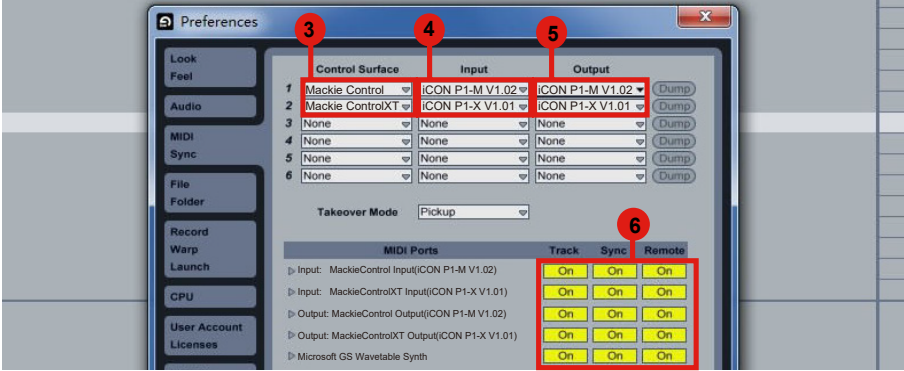 Preferences
3
4
5
Look
Feel
Audio
MIDI
Sync
File
Folder
Record
Warp
Launch
CPU
User Account
Licenses
Control Surface Input Output
1 Mackie Control iCON P1-M V1.02 iCON P1-M V1.02 Dump
2 Mackie ControlXT iCON P1-X V1.01 iCON P1-X V1.01 Dump
3 None None None Dump
4 None None None Dump
5 None None None Dump
6 None None None Dump
Takeover Mode Pickup
6
MIDI Ports Track Sync Remote
Input: MackieControl Input(iCON P1-M V1.02) On On On
Input: MackieControlXT Input(iCON P1-X V1.01) On On On
Output: MackieControl Output(iCON P1-M V1.02) On On On
Output: MackieControlXT Output(iCON P1-X V1.01) On On On
Microsoft GS Wavetable Synth On On On